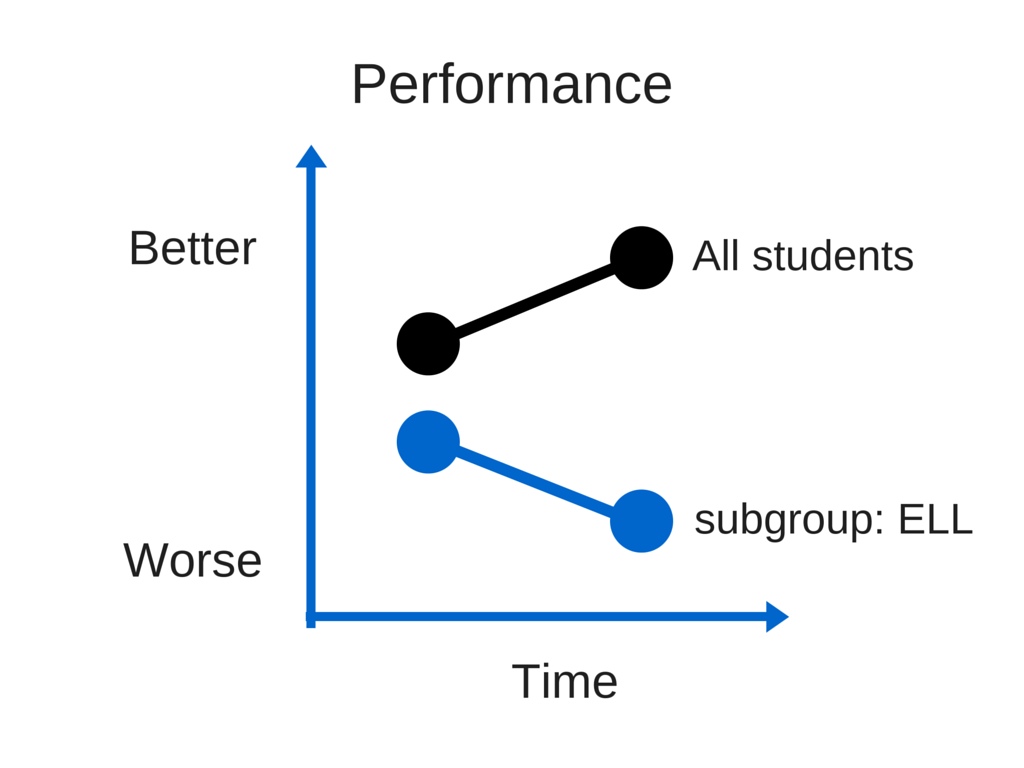 Performance
Better
All students
subgroup: ELL
Worse
Time